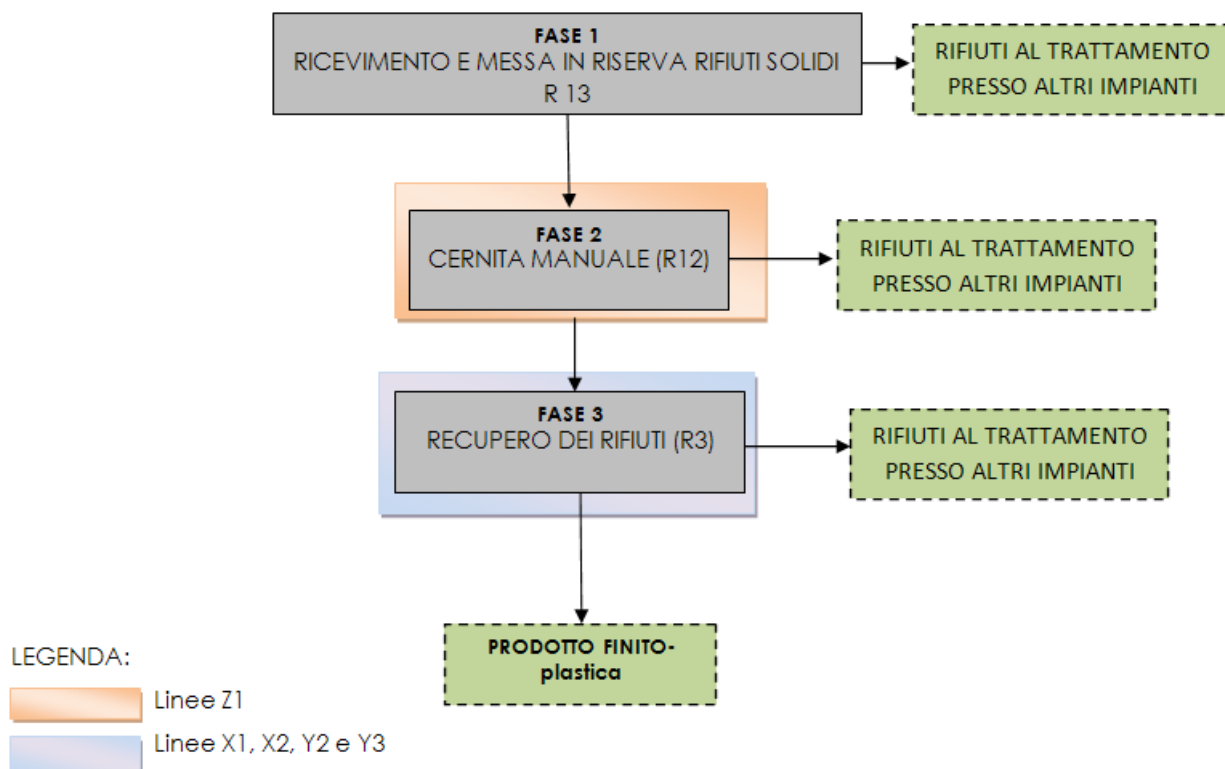 FASE 1
RICEVIMENTO E MESSA IN RISERVA RIFIUTI SOLIDI
R 13
RIFIUTI AL TRATTAMENTO
PRESSO ALTRI IMPIANTI
FASE 2
CERNITA MANUALE (R12)
RIFIUTI AL TRATTAMENTO
PRESSO ALTRI IMPIANTI
FASE 3
RECUPERO DEI RIFIUTI (R3)
RIFIUTI AL TRATTAMENTO
PRESSO ALTRI IMPIANTI
PRODOTTO FINITO-
plastica
LEGENDA:
Linee Z1
Linee X1, X2, Y2 e Y3